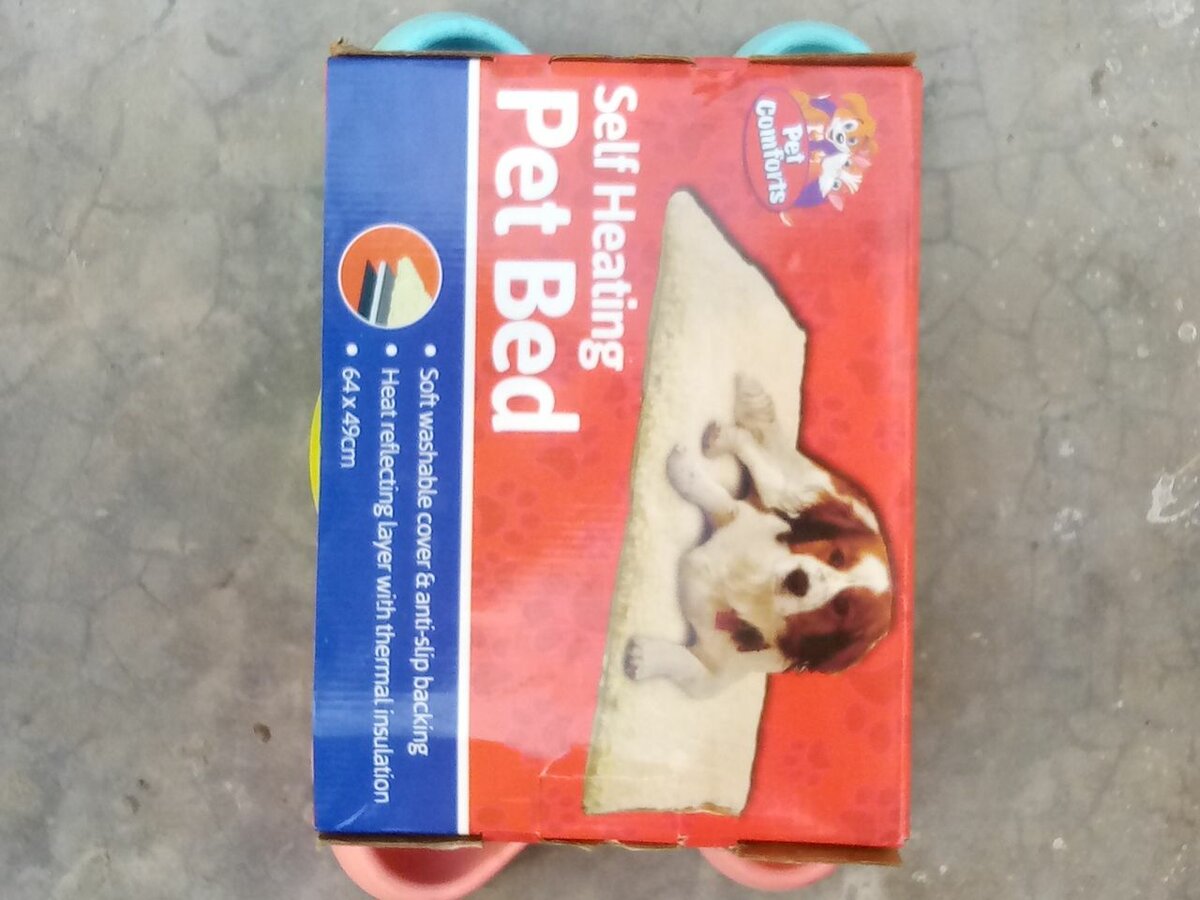 Pet
Comforts
Self Heating
Pet Bed
• Soft washable cover & anti-slip backing
• Heat reflecting layer with thermal insulation
• 64 x 49cm